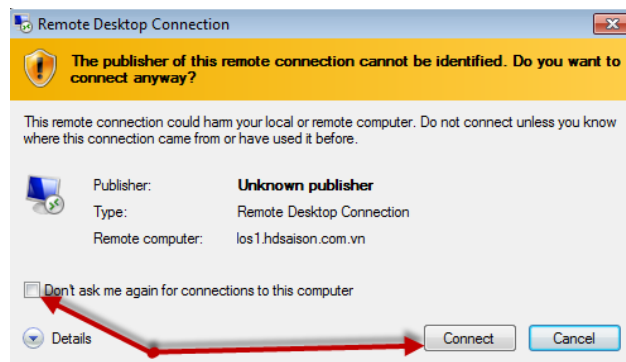 Remote Desktop Connection
The publisher of this remote connection cannot be identified. Do you want to
connect anyway?
This remote connection could harm your local or remote computer. Do not connect unless you know
where this connection came from or have used it before.
Publisher: Unknown publisher
Type: Remote Desktop Connection
Remote computer: los1.hdsaison.com.vn
Don't ask me again for connections to this computer
Details Connect Cancel